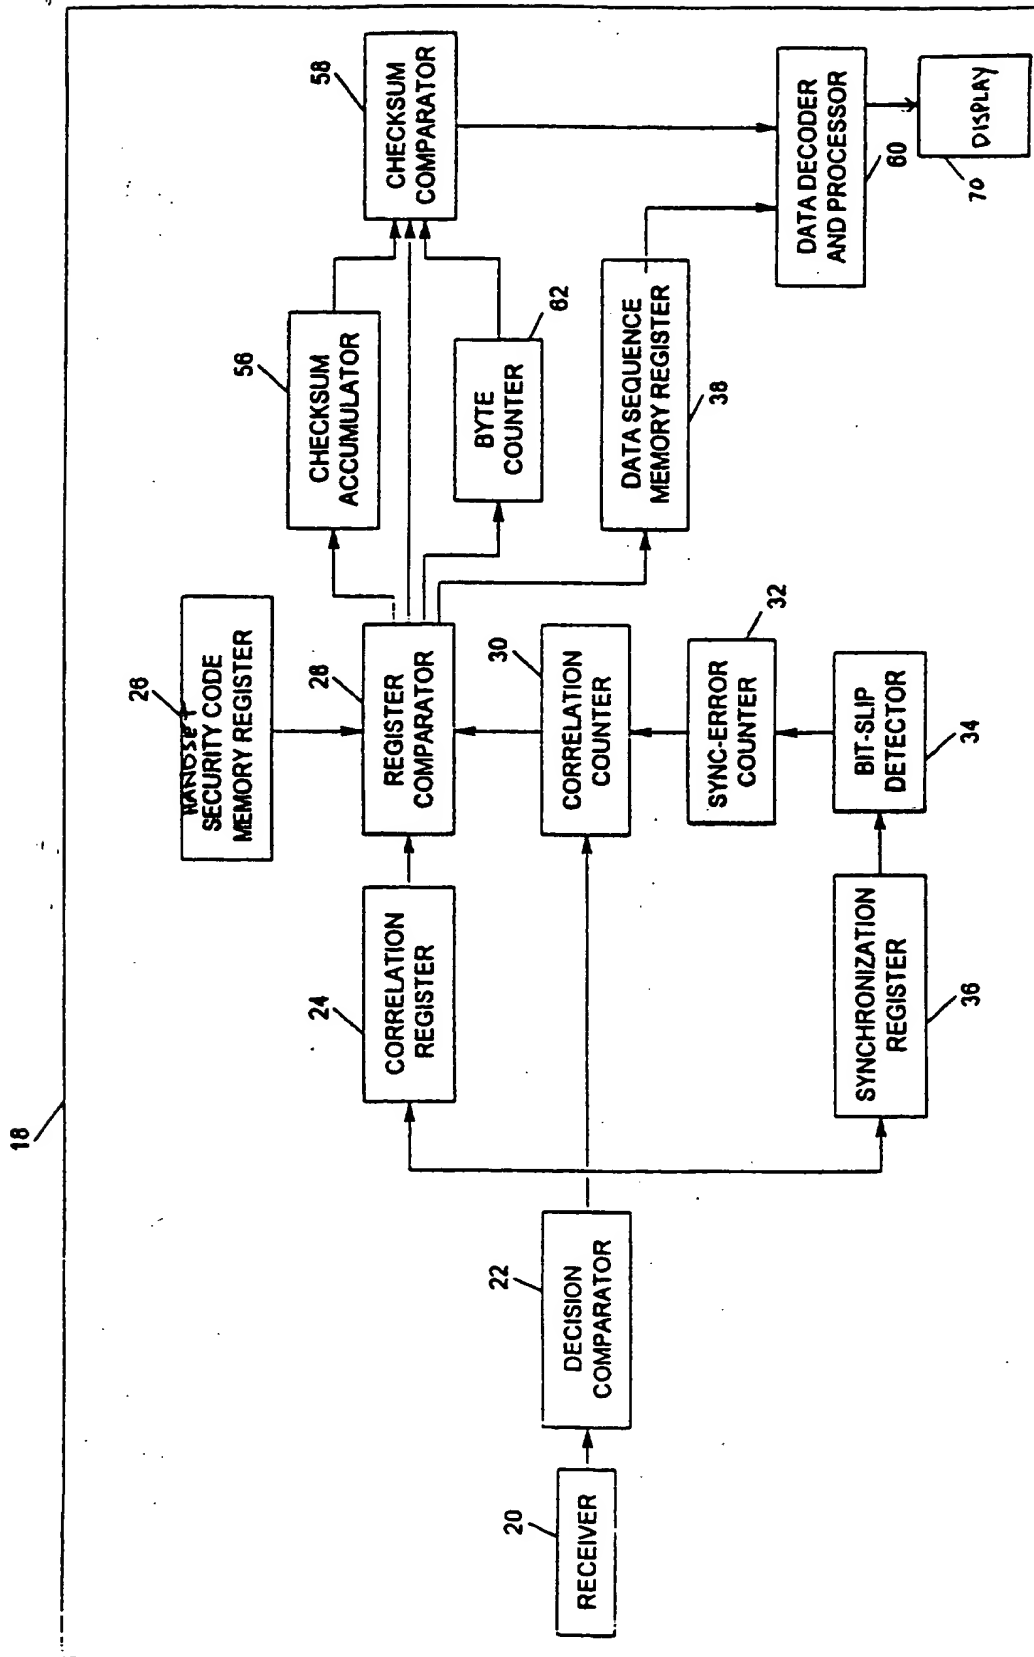 18
20
RECEIVER
22
DECISION
COMPARATOR
24
CORRELATION
REGISTER
26
HANDSET
SECURITY CODE
MEMORY REGISTER
28
REGISTER
COMPARATOR
30
CORRELATION
COUNTER
32
SYNC-ERROR
COUNTER
BIT-SLIP
DETECTOR
34
SYNCHRONIZATION
REGISTER
36
56
CHECKSUM
ACCUMULATOR
BYTE
COUNTER
62
DATA SEQUENCE
MEMORY REGISTER
38
58
CHECKSUM
COMPARATOR
DATA DECODER
AND PROCESSOR
60
DISPLAY
70